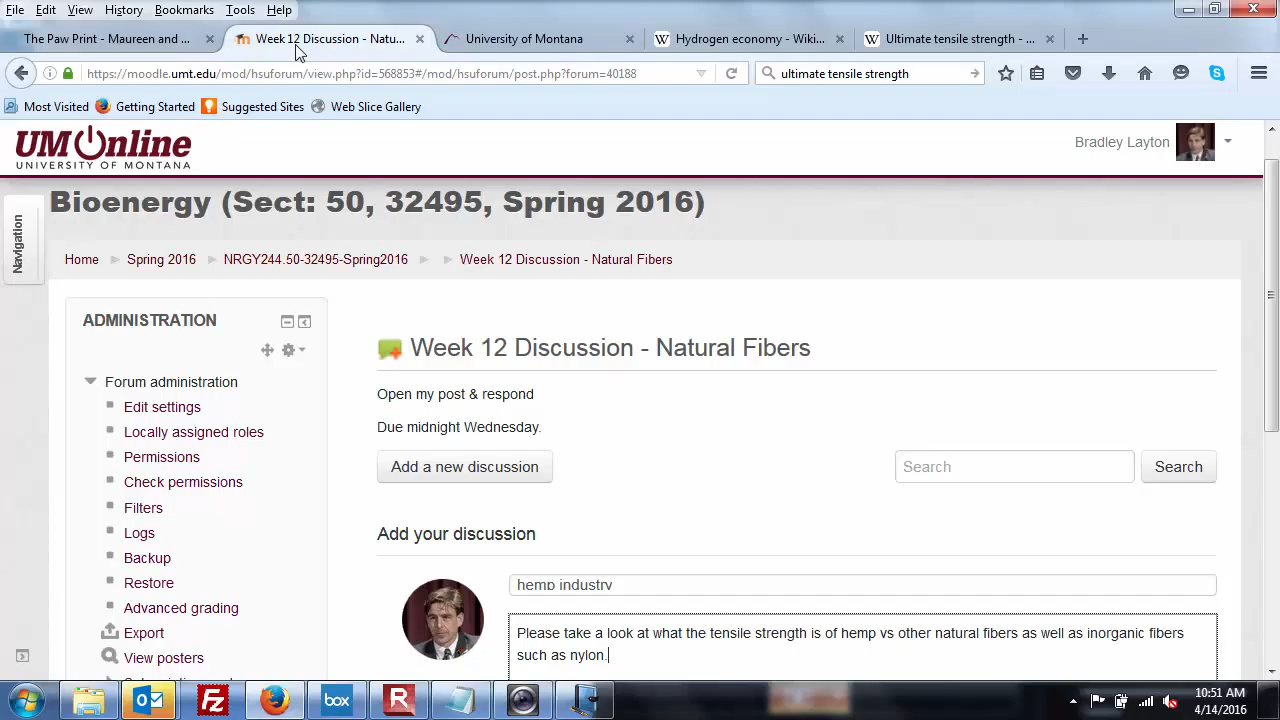 File Edit View History Bookmarks Tools Help
The Paw Print - Maureen and ...
Week 12 Discussion - Natu...
University of Montana
Hydrogen economy - Wiki...
Ultimate tensile strength - ...
https://moodle.umt.edu/mod/hsuforum/view.php?id=568853#/mod/hsuforum/post.php?forum=40188
ultimate tensile strength
Most Visited Getting Started Suggested Sites Web Slice Gallery
UM Online
UNIVERSITY OF MONTANA
Bradley Layton
Navigation
Bioenergy (Sect: 50, 32495, Spring 2016)
Home Spring 2016 NRGY244.50-32495-Spring2016 Week 12 Discussion - Natural Fibers
ADMINISTRATION
Forum administration
Edit settings
Locally assigned roles
Permissions
Check permissions
Filters
Logs
Backup
Restore
Advanced grading
Export
View posters
Week 12 Discussion - Natural Fibers
Open my post & respond
Due midnight Wednesday.
Add a new discussion
Search
Search
Add your discussion
hemp industry
Please take a look at what the tensile strength is of hemp vs other natural fibers as well as inorganic fibers
such as nylon.
box
10:51 AM
4/14/2016